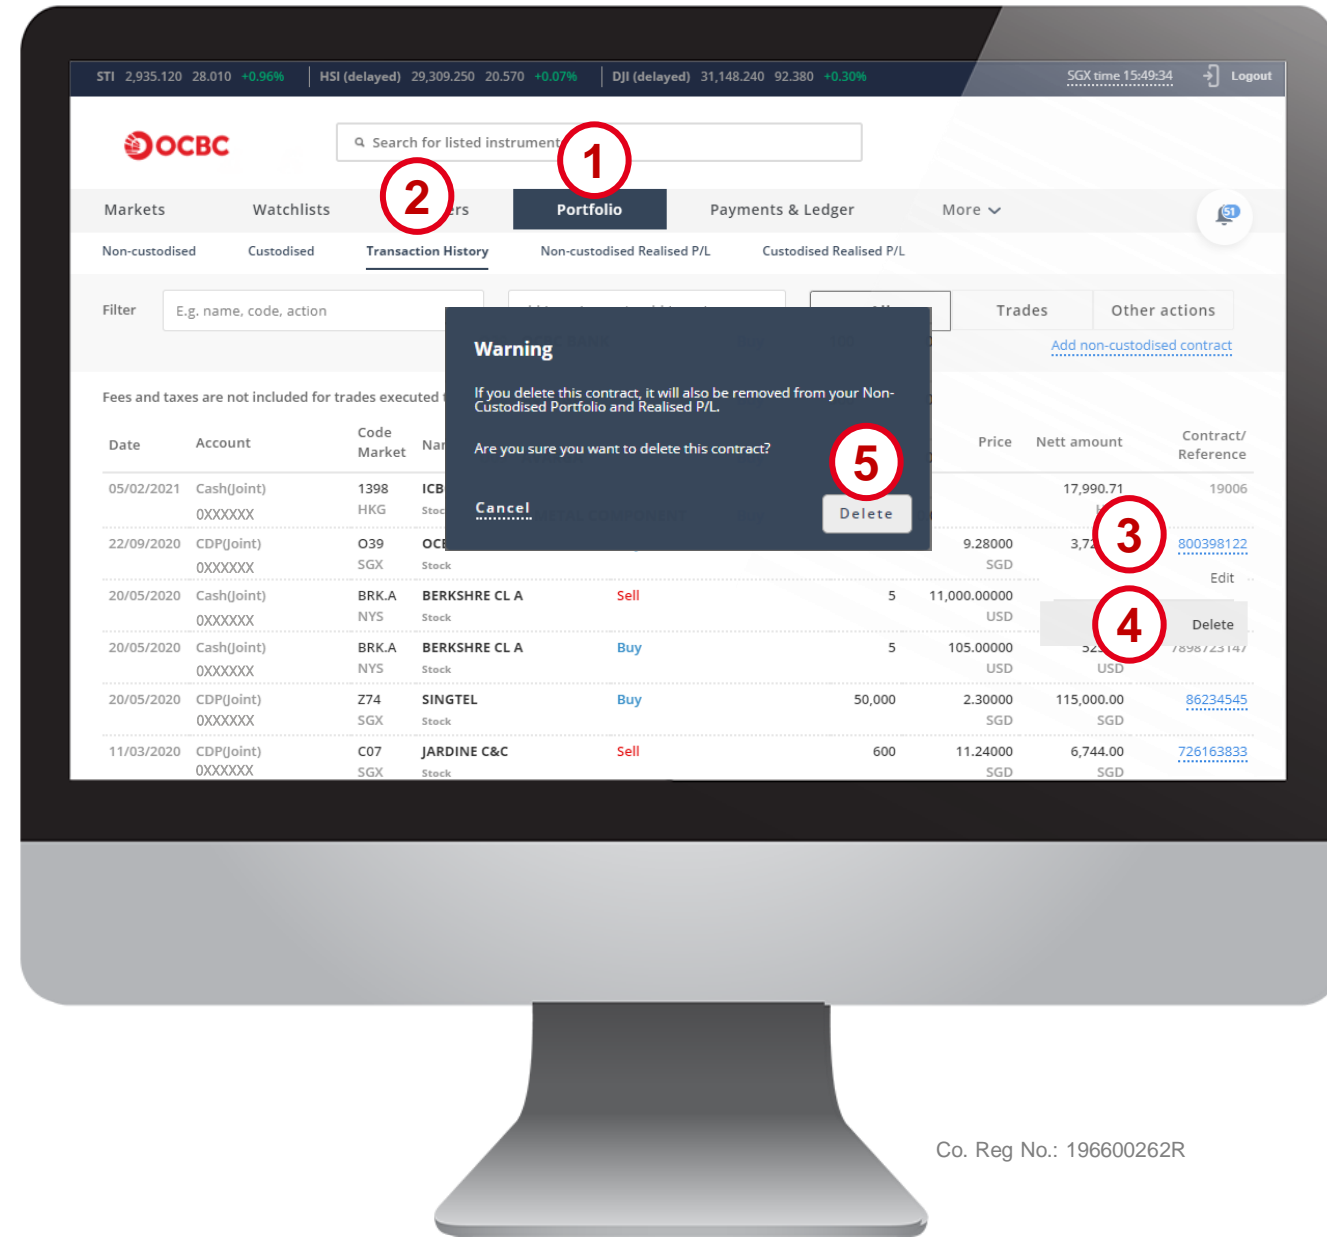 STI 2,935.120 28.010 +0.96% HSI (delayed) 29,309.250 20.570 +0.07% DJI (delayed) 31,148.240 92.380 +0.30% SGX time 15:49:34 Logout
OCBC
Search for listed instrument
1
2
Markets Watchlists Portfolio Payments & Ledger More
51
Non-custodised Custodised Transaction History Non-custodised Realised P/L Custodised Realised P/L
Filter E.g. name, code, action Trades Other actions
Add non-custodised contract
Warning
If you delete this contract, it will also be removed from your Non-
Custodised Portfolio and Realised P/L.
Are you sure you want to delete this contract?
5
Cancel Delete
Fees and taxes are not included for trades executed
Date Account Code Market Price Nett amount Contract/ Reference
05/02/2021 Cash(Joint) 1398 17,990.71 19006
0XXXXXX HKG
3
22/09/2020 CDP(Joint) O39 9.28000 800398122
0XXXXXX SGX Stock SGD
Edit
20/05/2020 Cash(Joint) BRK.A BERKSHRE CL A Sell 5 11,000.00000
0XXXXXX NYS Stock USD
4 Delete
20/05/2020 Cash(Joint) BRK.A BERKSHRE CL A Buy 5 105.00000 7898723147
0XXXXXX NYS Stock USD USD
20/05/2020 CDP(Joint) Z74 SINGTEL Buy 50,000 2.30000 115,000.00 86234545
0XXXXXX SGX Stock SGD SGD
11/03/2020 CDP(Joint) C07 JARDINE C&C Sell 600 11.24000 6,744.00 726163833
0XXXXXX SGX Stock SGD SGD
Co. Reg No.: 196600262R